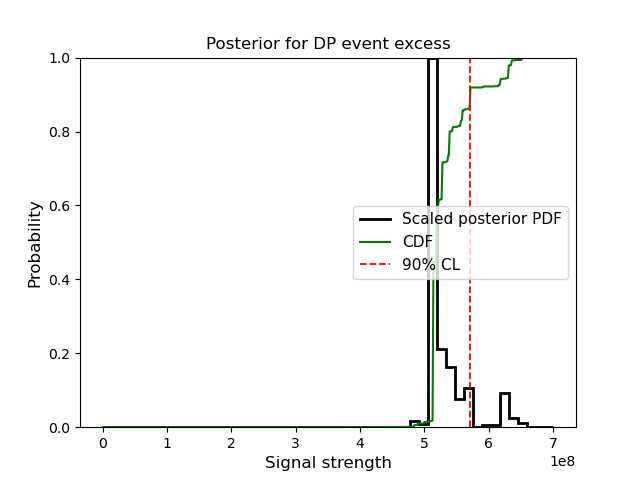 Posterior for DP event excess
1.0
0.8
0.6
0.4
0.2
0.0
Probability
Scaled posterior PDF
CDF
90% CL
0 1 2 3 4 5 6 7
1e8
Signal strength